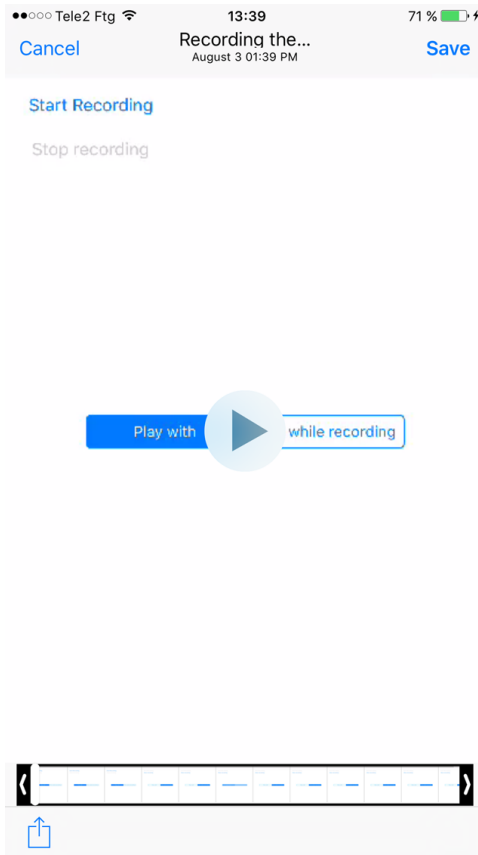 Tele2 Ftg 13:39 71 %
Cancel Recording the... Save
August 3 01:39 PM
Start Recording
Stop recording
Play with while recording